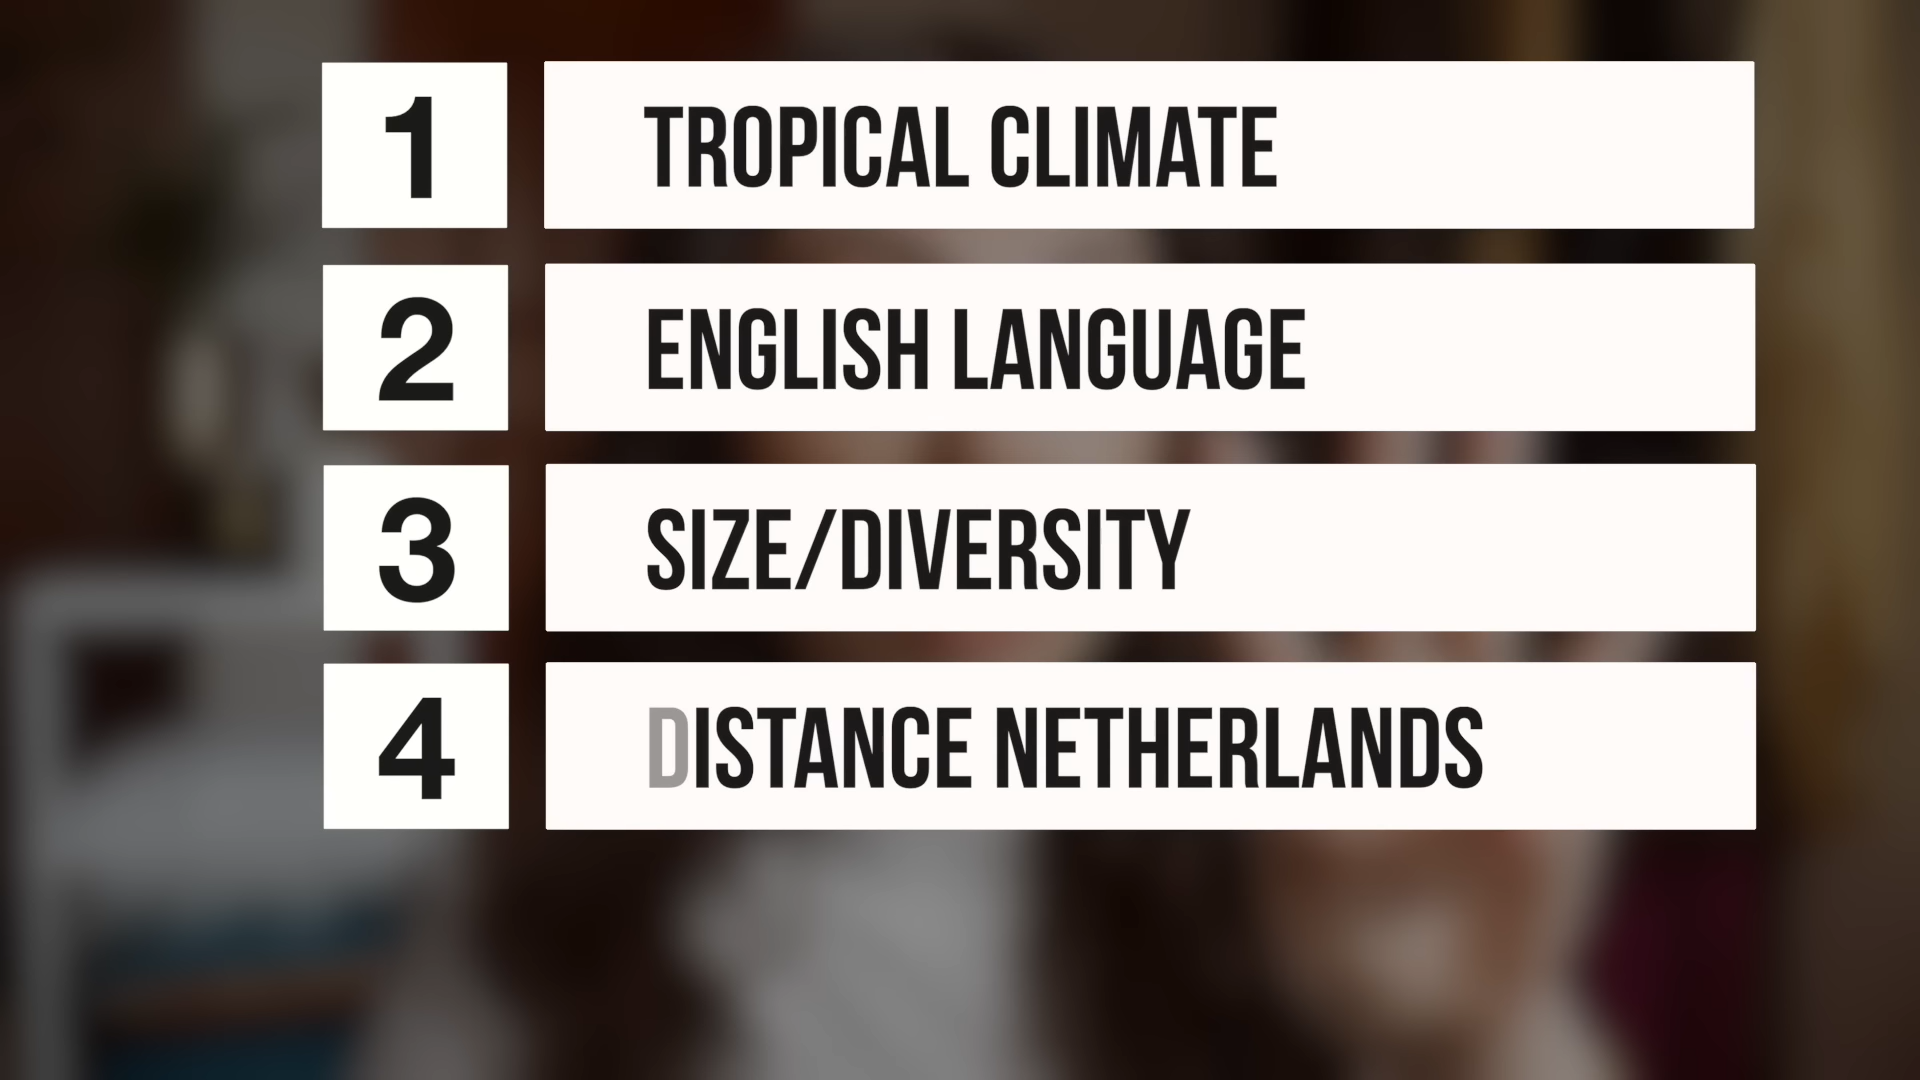 1 TROPICAL CLIMATE
2 ENGLISH LANGUAGE
3 SIZE/DIVERSITY
4 DISTANCE NETHERLANDS